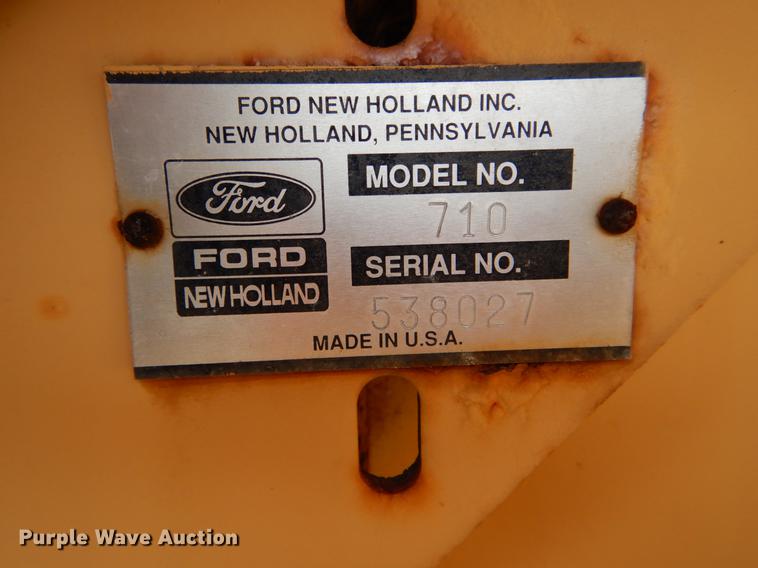 FORD NEW HOLLAND INC.
NEW HOLLAND, PENNSYLVANIA
Ford
FORD
NEW HOLLAND
MODEL NO.
710
SERIAL NO.
538027
MADE IN U.S.A.
Purple Wave Auction